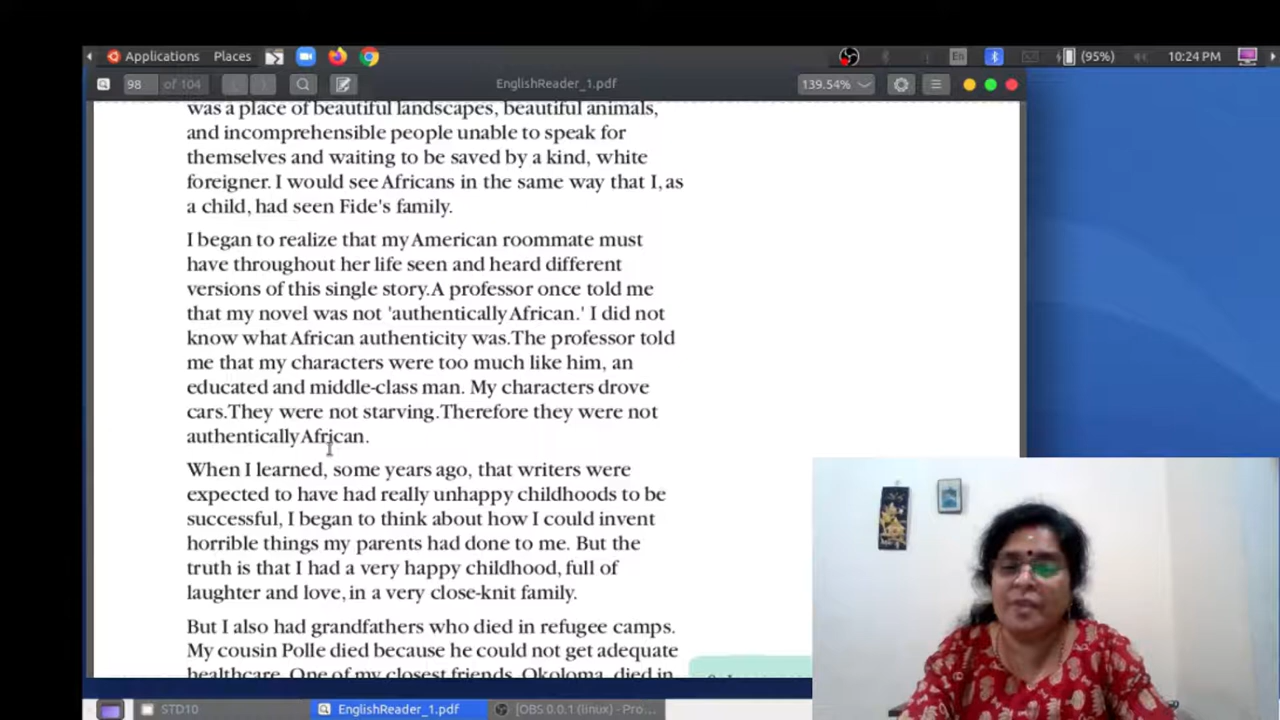 Applications Places En (95%) 10:24 PM
98 of 104 EnglishReader_1.pdf 139.54%
was a place of beautiful landscapes, beautiful animals,
and incomprehensible people unable to speak for
themselves and waiting to be saved by a kind, white
foreigner. I would see Africans in the same way that I, as
a child, had seen Fide's family.
I began to realize that my American roommate must
have throughout her life seen and heard different
versions of this single story. A professor once told me
that my novel was not 'authentically African.' I did not
know what African authenticity was. The professor told
me that my characters were too much like him, an
educated and middle-class man. My characters drove
cars. They were not starving. Therefore they were not
authentically African.
When I learned, some years ago, that writers were
expected to have had really unhappy childhoods to be
successful, I began to think about how I could invent
horrible things my parents had done to me. But the
truth is that I had a very happy childhood, full of
laughter and love, in a very close-knit family.
But I also had grandfathers who died in refugee camps.
My cousin Polle died because he could not get adequate
healthcare. One of my closest friends, Okoloma, died in
STD10 EnglishReader_1.pdf [OBS 0.0.1 (linux) - Pro...